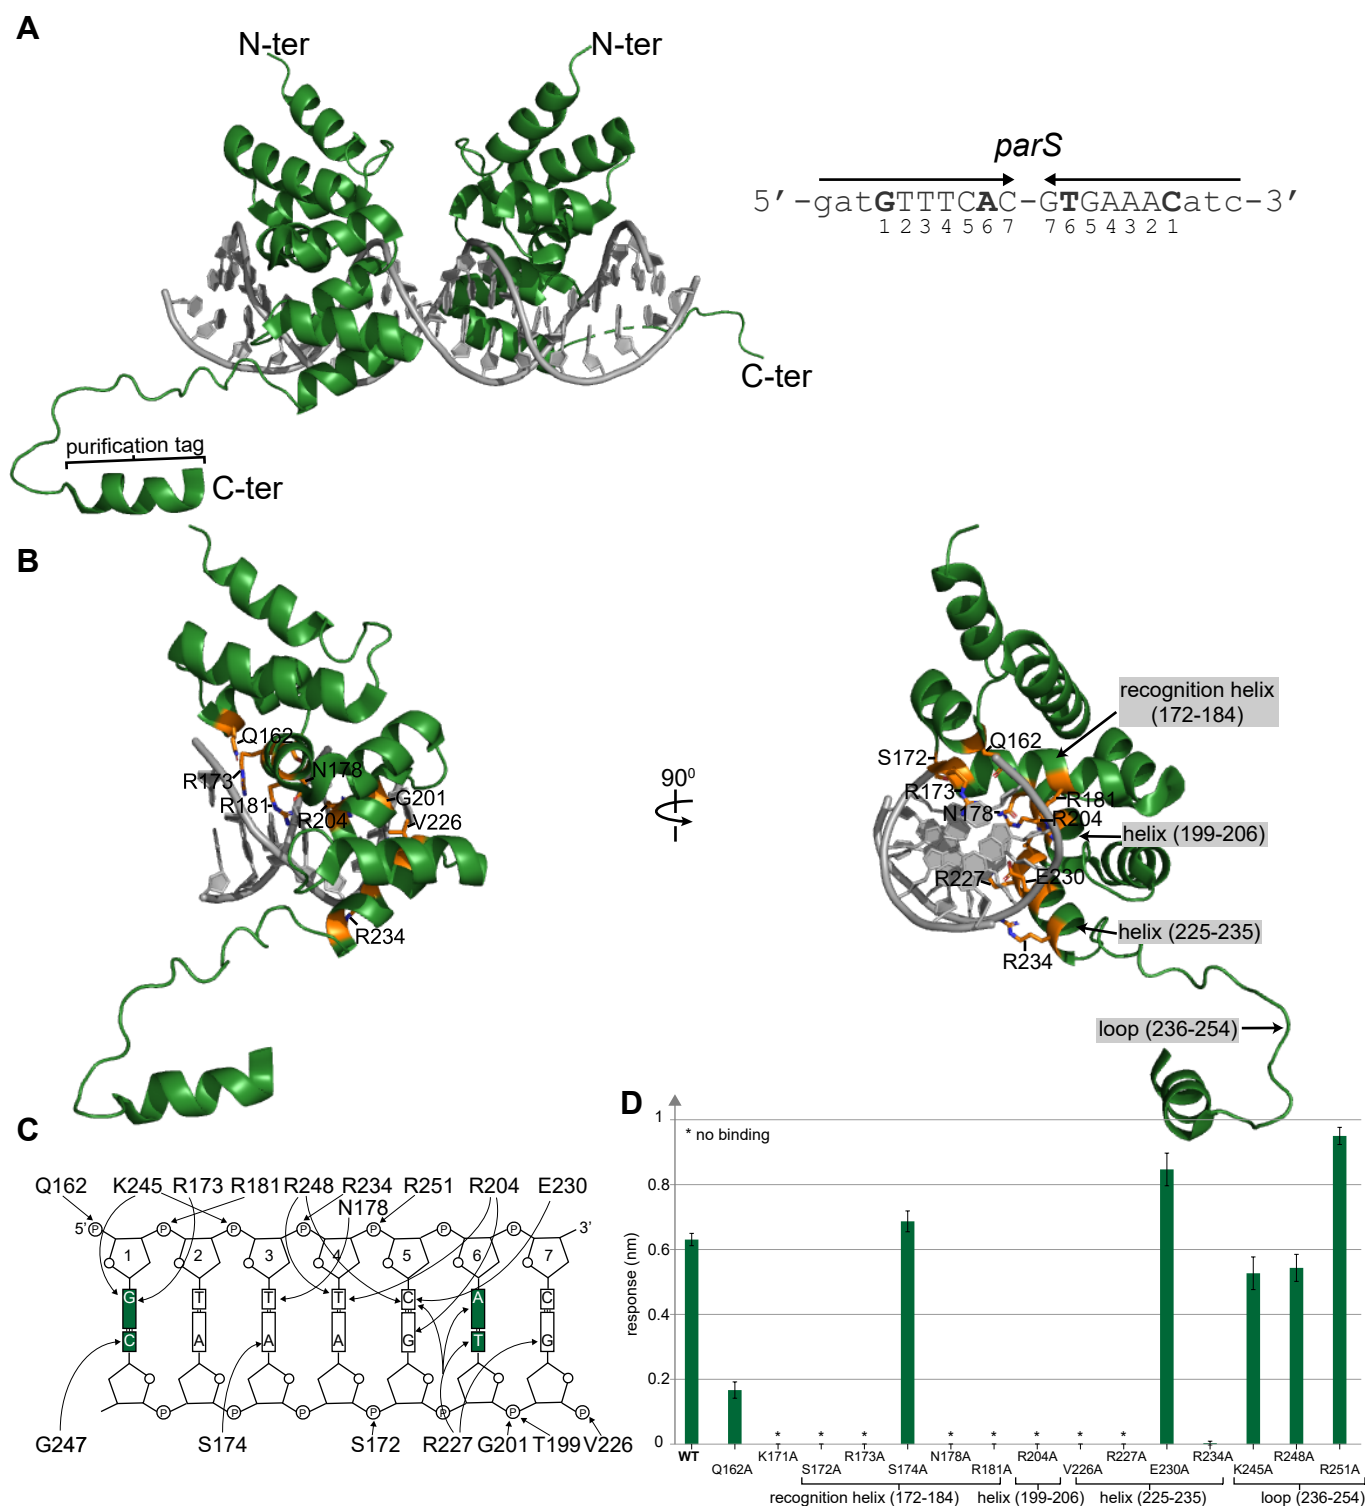 A
N-ter
N-ter
parS
5’-gatGTTTCAC-GTGAAACatc-3’
1 2 3 4 5 6 7 7 6 5 4 3 2 1
C-ter
purification tag
C-ter
B
Q162
R173
N178
R181
R204
G201
V226
R234
90⁰
recognition helix
(172-184)
Q162
S172
R173
R181
N178
R204
helix (199-206)
R227
E230
helix (225-235)
R234
loop (236-254)
C
Q162 K245 R173 R181 R248 R234 R251 R204 E230
N178
5’ P P P P P P P 3’
1 2 3 4 5 6 7
G T T T C A C
C A A A G T G
P P P P P P P
G247 S174 S172 R227 G201 T199 V226
D
* no binding
response (nm)
1
0.8
0.6
0.4
0.2
0
* * * * * * * *
WT K171A R173A N178A R204A R227A R234A R248A
Q162A S172A S174A R181A V226A E230A K245A R251A
recognition helix (172-184) helix (199-206) helix (225-235) loop (236-254)